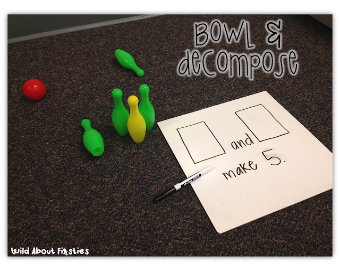 Bowl &
decompose
and
make 5.
Wild About Firsties